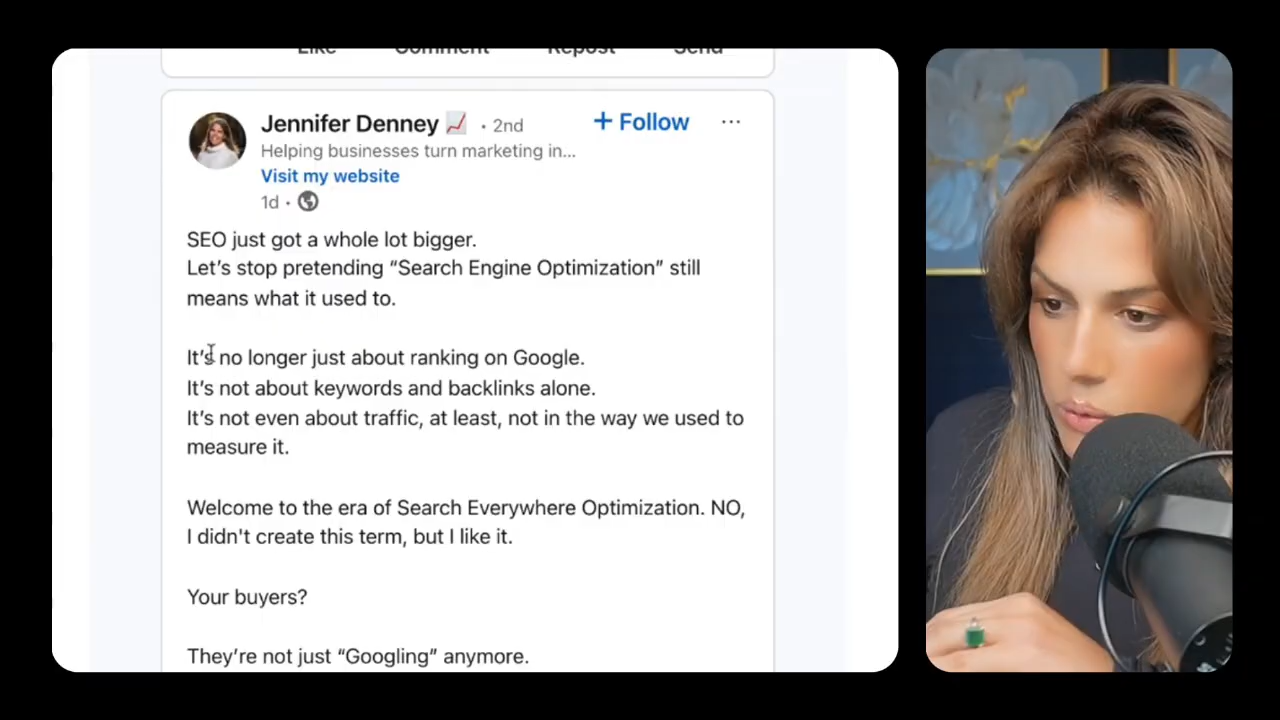 Like Comment Repost Send
Jennifer Denney 📈 · 2nd
+ Follow ...
Helping businesses turn marketing in...
Visit my website
1d ·
SEO just got a whole lot bigger.
Let’s stop pretending “Search Engine Optimization” still
means what it used to.
It’s no longer just about ranking on Google.
It’s not about keywords and backlinks alone.
It’s not even about traffic, at least, not in the way we used to
measure it.
Welcome to the era of Search Everywhere Optimization. NO,
I didn't create this term, but I like it.
Your buyers?
They’re not just “Googling” anymore.